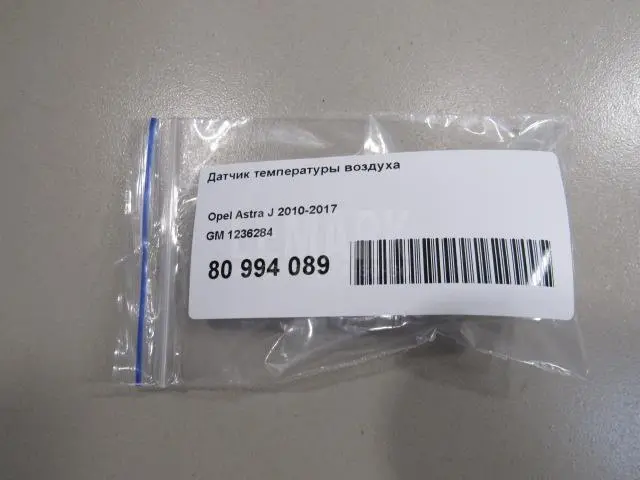 Датчик температуры воздуха
Opel Astra J 2010-2017
GM 1236284
80 994 089